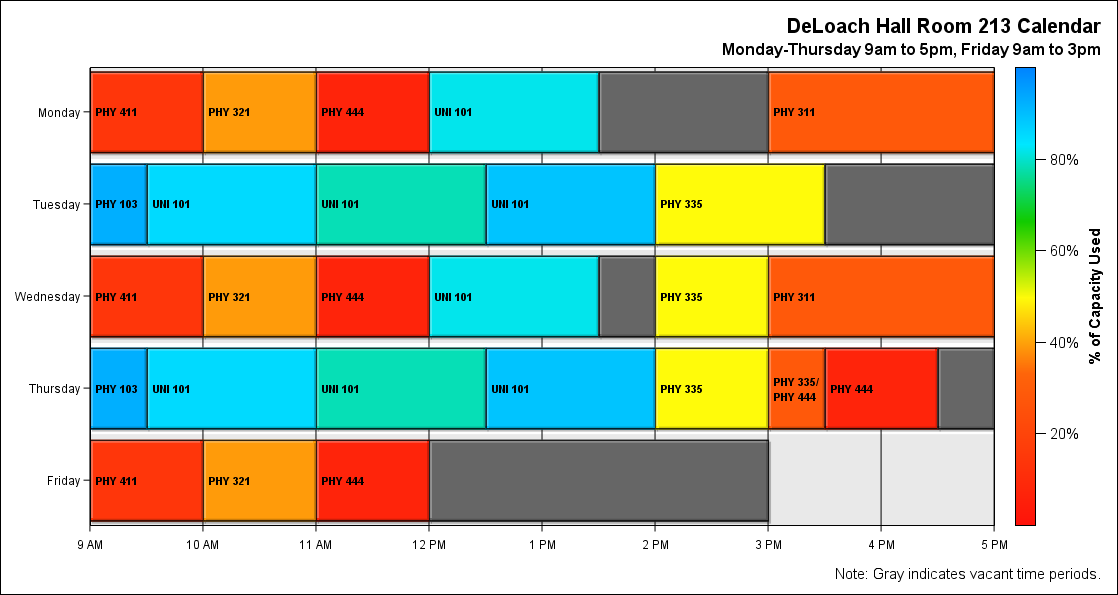 DeLoach Hall Room 213 Calendar
Monday-Thursday 9am to 5pm, Friday 9am to 3pm
Monday
PHY 411
PHY 321
PHY 444
UNI 101
PHY 311
Tuesday
PHY 103
UNI 101
UNI 101
UNI 101
PHY 335
Wednesday
PHY 411
PHY 321
PHY 444
UNI 101
PHY 335
PHY 311
Thursday
PHY 103
UNI 101
UNI 101
UNI 101
PHY 335
PHY 335/
PHY 444
PHY 444
Friday
PHY 411
PHY 321
PHY 444
9 AM
10 AM
11 AM
12 PM
1 PM
2 PM
3 PM
4 PM
5 PM
80%
60%
40%
20%
% of Capacity Used
Note: Gray indicates vacant time periods.